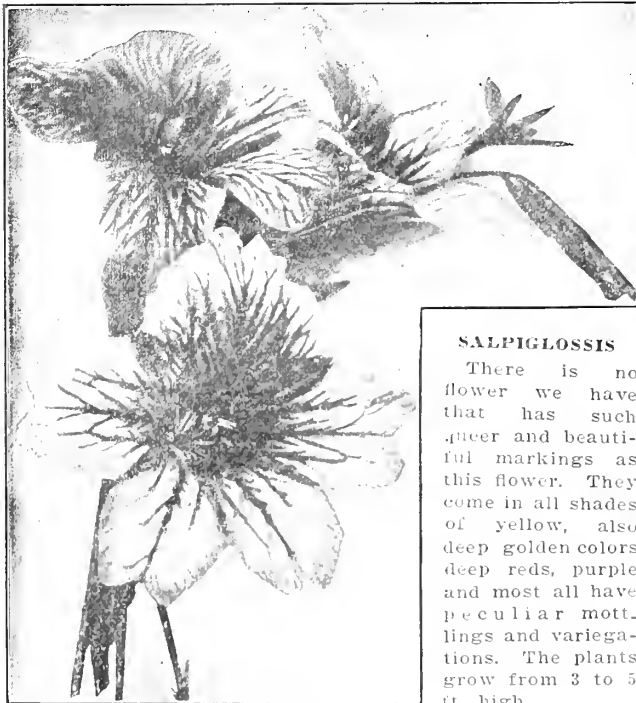 SALPIGLOSSIS
There is no
flower we have
that has such
queer and beauti-
ful markings as
this flower. They
come in all shades
of yellow, also
deep golden colors
deep reds, purple
and most all have
peculiar mott-
lings and variega-
tions. The plants
grow from 3 to 5
ft. high